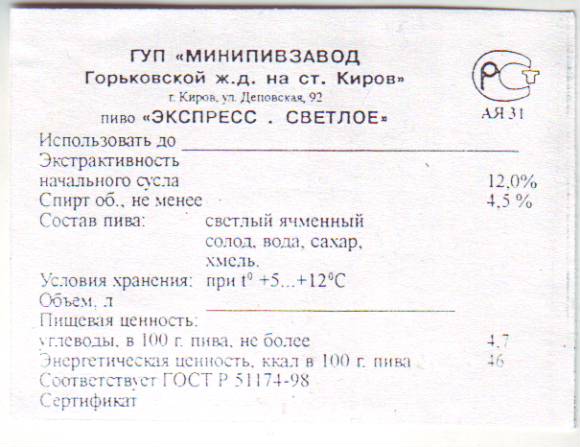 ГУП «МИНИПИВЗАВОД
Горьковской ж.д. на ст. Киров»
г. Киров, ул. Деповская, 92
пиво «ЭКСПРЕСС . СВЕТЛОЕ»
РСТ
АЯ 31
Использовать до
Экстрактивность
начального сусла 12,0%
Спирт об., не менее 4,5 %
Состав пива: светлый ячменный
солод, вода, сахар,
хмель.
Условия хранения: при t⁰ +5...+12⁰С
Объем, л
Пищевая ценность:
углеводы, в 100 г. пива, не более 4,7
Энергетическая ценность, ккал в 100 г. пива 46
Соответствует ГОСТ Р 51174-98
Сертификат